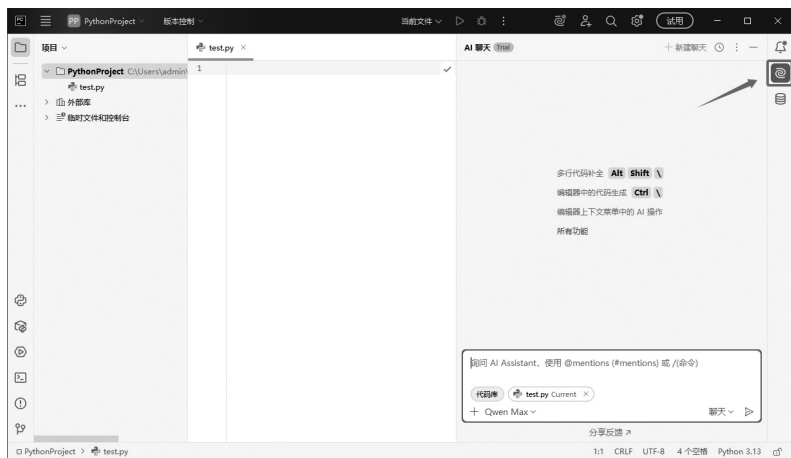 PC PP PythonProject 版本控制 当前文件 试用
项目 test.py × AI 聊天 Trial + 新建聊天
PythonProject C:\Users\admin\ 1
test.py
外部库
临时文件和控制台
多行代码补全 Alt Shift \
编辑器中的代码生成 Ctrl \
编辑器上下文菜单中的 AI 操作
所有功能
询问 AI Assistant，使用 @mentions (#mentions) 或 /(命令)
代码库 test.py Current ×
+ Qwen Max 聊天
分享反馈 ↗
PythonProject > test.py 1:1 CRLF UTF-8 4 个空格 Python 3.13